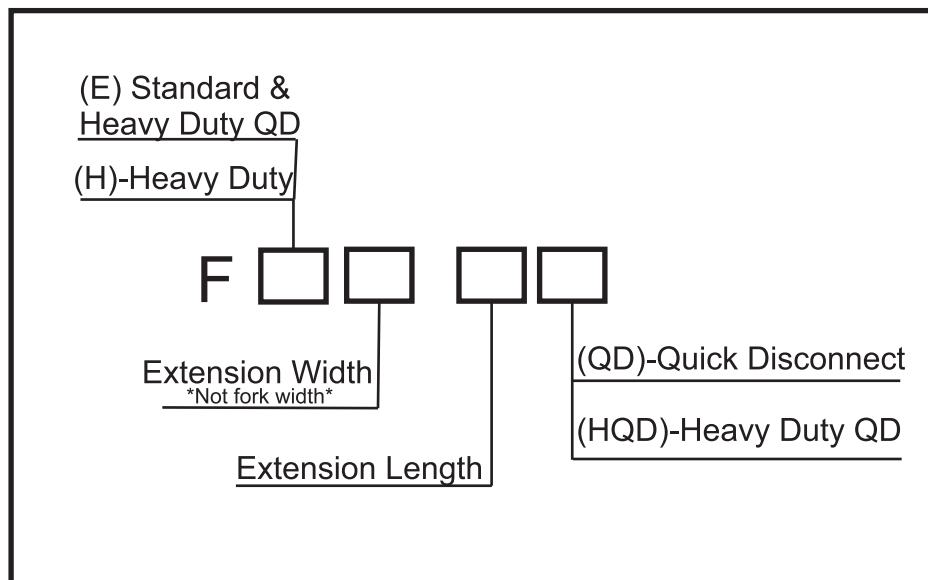 (E) Standard &
Heavy Duty QD
(H)-Heavy Duty
F
Extension Width
*Not fork width*
(QD)-Quick Disconnect
(HQD)-Heavy Duty QD
Extension Length